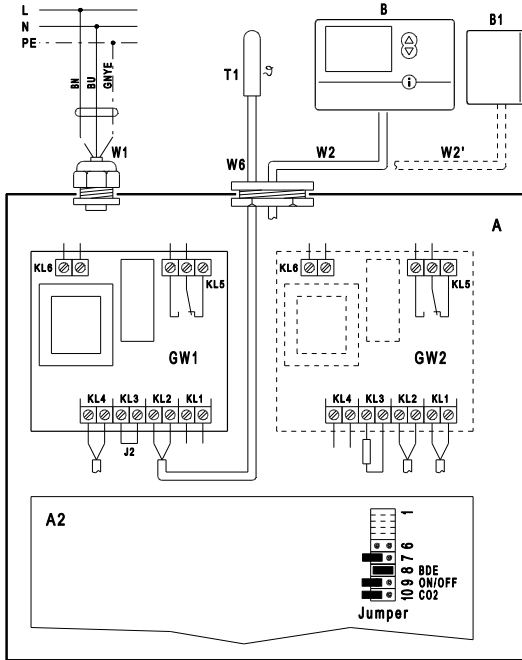 L
N
PE
BN
BU
GNYE
W1
T1
ϑ
W6
B
i
W2
B1
W2'
A
KL6
KL5
GW1
KL4 KL3 KL2 KL1
J2
KL6
KL5
GW2
KL4 KL3 KL2 KL1
A2
1
6
7
8 BDE
9 ON/OFF
10 CO2
Jumper